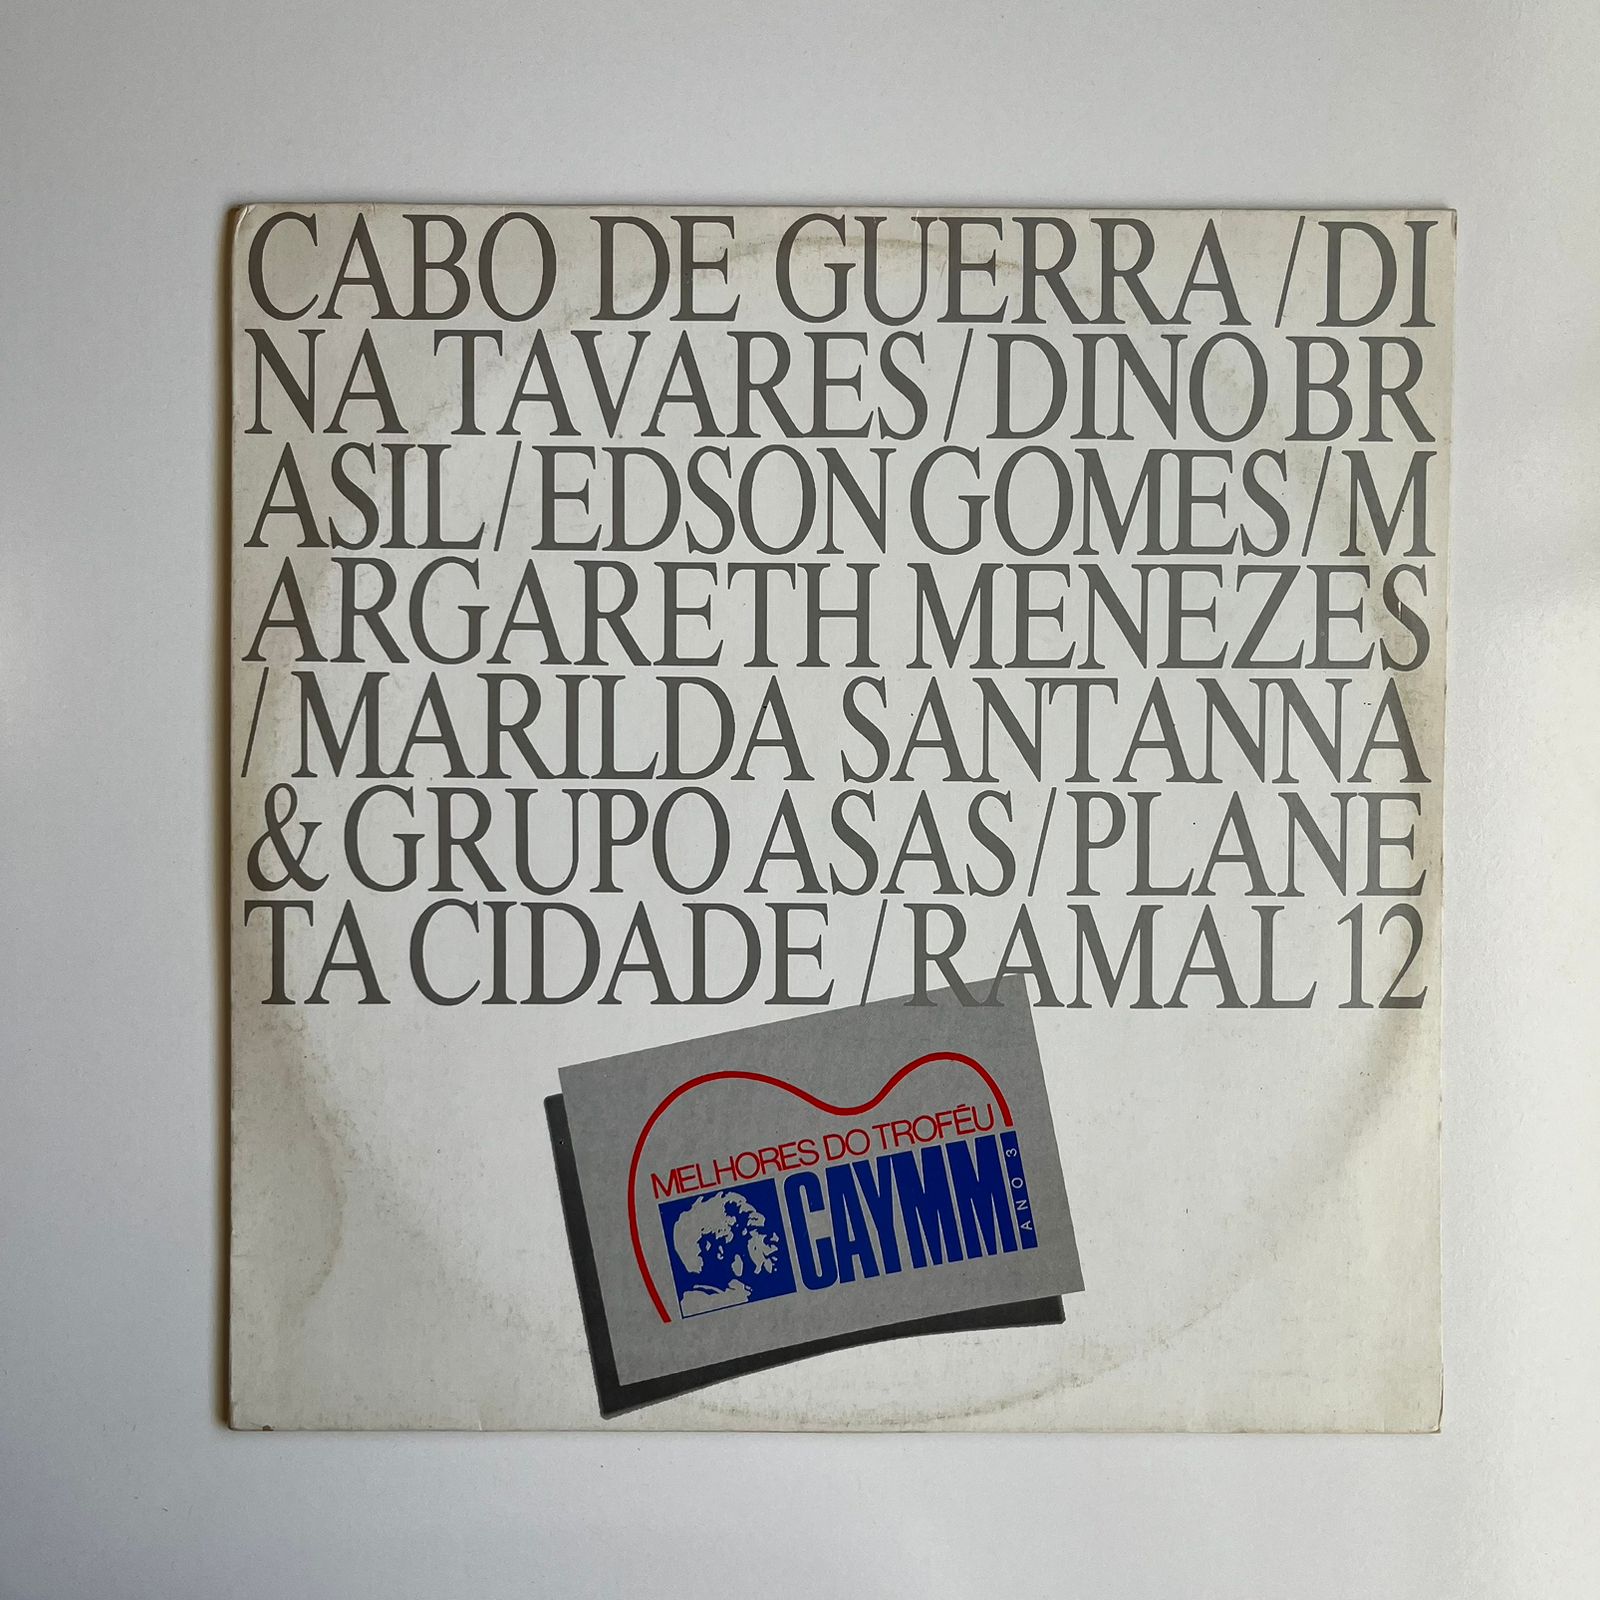 CABO DE GUERRA / DI
NA TAVARES / DINO BR
ASIL / EDSON GOMES / M
ARGARETH MENEZES
/ MARILDA SANTANNA
& GRUPO ASAS / PLANE
TA CIDADE / RAMAL 12
MELHORES DO TROFÉU
CAYMMI
ANO 3